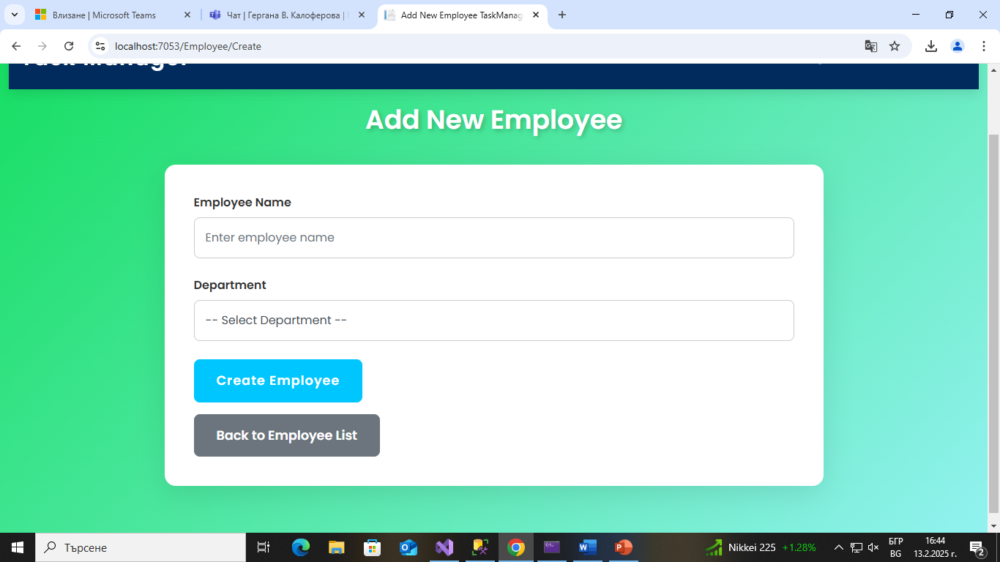 Влизане | Microsoft Teams
Чат | Гергана В. Калоферова |
Add New Employee TaskManag
localhost:7053/Employee/Create
Task Manager
Add New Employee
Employee Name
Enter employee name
Department
-- Select Department --
Create Employee
Back to Employee List
Търсене
Nikkei 225 +1.28%
БГР
BG
16:44
13.2.2025 г.
2